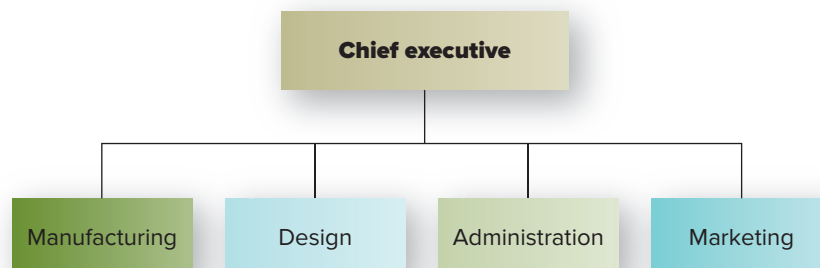 Chief executive
Manufacturing
Design
Administration
Marketing